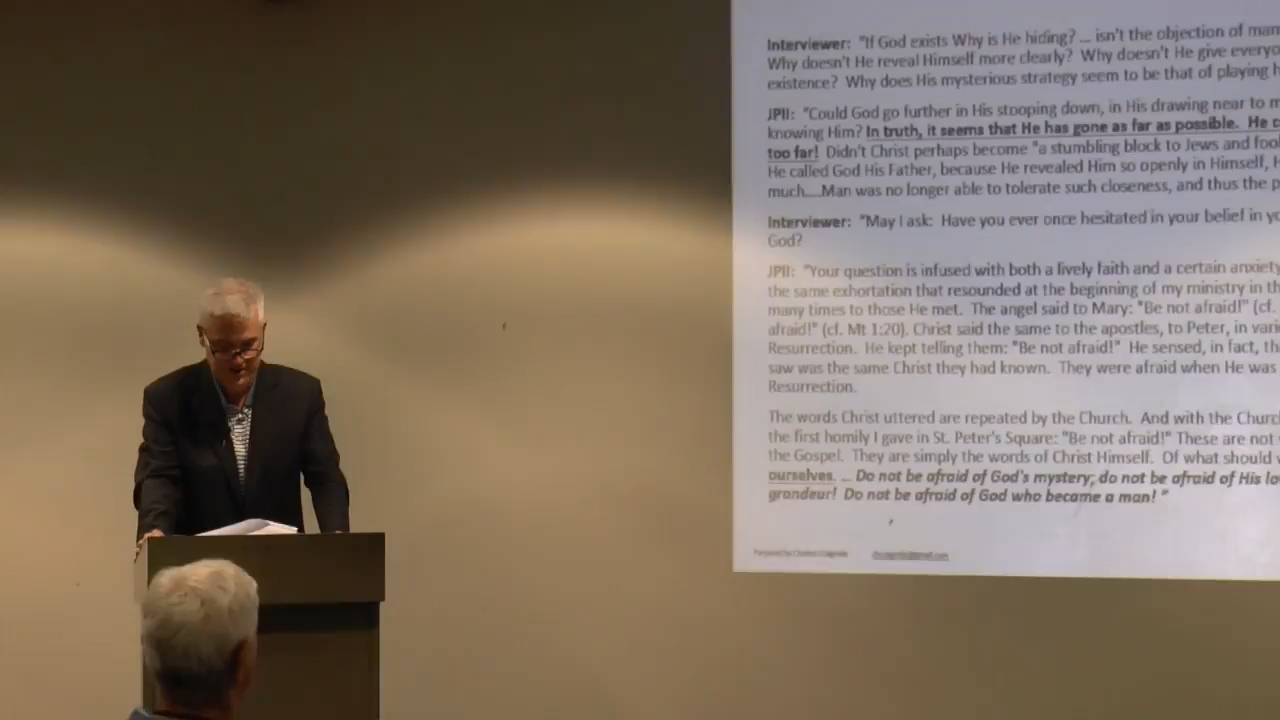 Interviewer: "If God exists Why is He hiding? ... isn't the objection of man
Why doesn't He reveal Himself more clearly? Why doesn't He give everyo
existence? Why does His mysterious strategy seem to be that of playing h
JPII: "Could God go further in His stooping down, in His drawing near to m
knowing Him? In truth, it seems that He has gone as far as possible. He c
too far! Didn't Christ perhaps become "a stumbling block to Jews and fool
He called God His Father, because He revealed Him so openly in Himself, H
much....Man was no longer able to tolerate such closeness, and thus the p
Interviewer: "May I ask: Have you ever once hesitated in your belief in yo
God?
JPII: "Your question is infused with both a lively faith and a certain anxiety
the same exhortation that resounded at the beginning of my ministry in th
many times to those He met. The angel said to Mary: "Be not afraid!" (cf.
afraid!" (cf. Mt 1:20). Christ said the same to the apostles, to Peter, in vari
Resurrection. He kept telling them: "Be not afraid!" He sensed, in fact, th
saw was the same Christ they had known. They were afraid when He was
Resurrection.
The words Christ uttered are repeated by the Church. And with the Churc
the first homily I gave in St. Peter's Square: "Be not afraid!" These are not
the Gospel. They are simply the words of Christ Himself. Of what should
ourselves. ... Do not be afraid of God's mystery; do not be afraid of His lo
grandeur! Do not be afraid of God who became a man! "